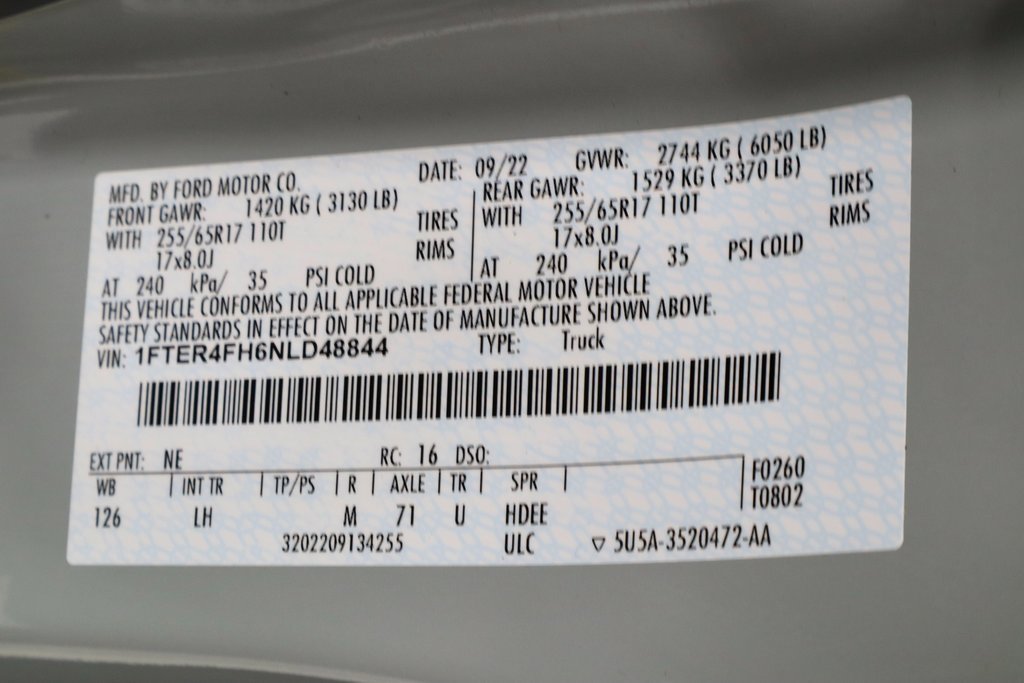 MFD. BY FORD MOTOR CO. DATE: 09/22 GVWR: 2744 KG ( 6050 LB)
FRONT GAWR: 1420 KG ( 3130 LB) REAR GAWR: 1529 KG ( 3370 LB)
WITH 255/65R17 110T TIRES WITH 255/65R17 110T TIRES
17x8.0J RIMS 17x8.0J RIMS
AT 240 kPa/ 35 PSI COLD AT 240 kPa/ 35 PSI COLD
THIS VEHICLE CONFORMS TO ALL APPLICABLE FEDERAL MOTOR VEHICLE
SAFETY STANDARDS IN EFFECT ON THE DATE OF MANUFACTURE SHOWN ABOVE.
VIN: 1FTER4FH6NLD48844 TYPE: Truck
EXT PNT: NE RC: 16 DSO:
WB INT TR TP/PS R AXLE TR SPR F0260
126 LH M 71 U HDEE T0802
3202209134255 ULC ▽ 5U5A-3520472-AA